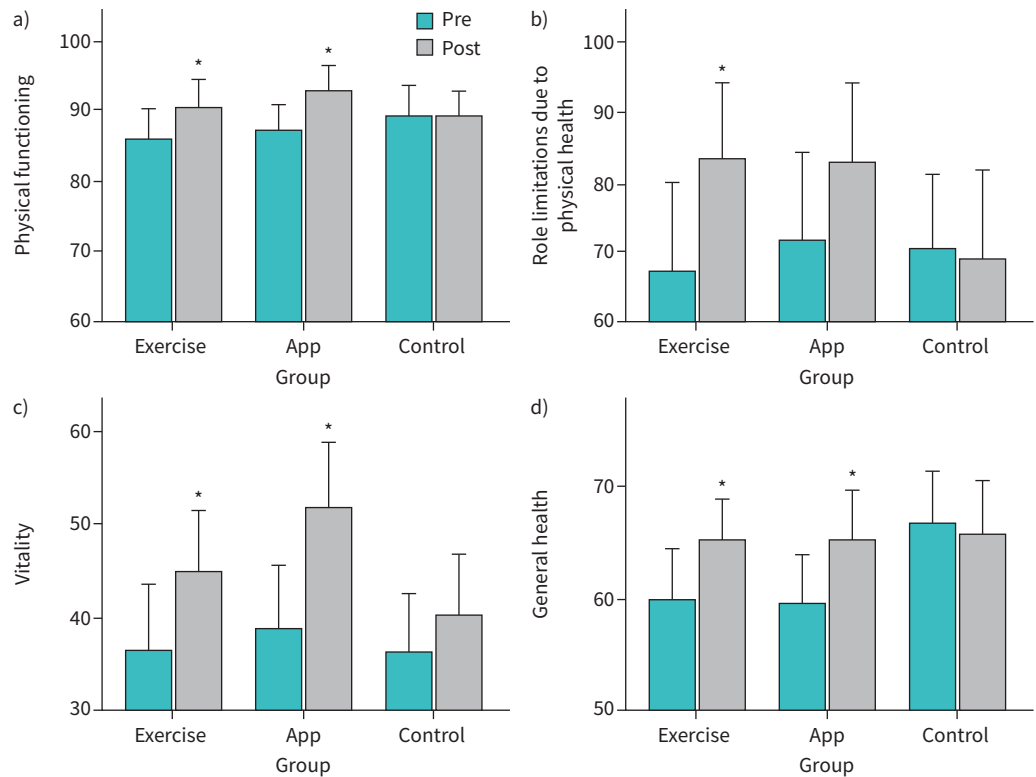 a)
Pre
Post
Physical functioning
100
90
80
70
60
*
*
Exercise
App
Control
Group
b)
Role limitations due to
physical health
100
90
80
70
60
*
Exercise
App
Control
Group
c)
Vitality
60
50
40
30
*
*
Exercise
App
Control
Group
d)
General health
70
60
50
*
*
Exercise
App
Control
Group